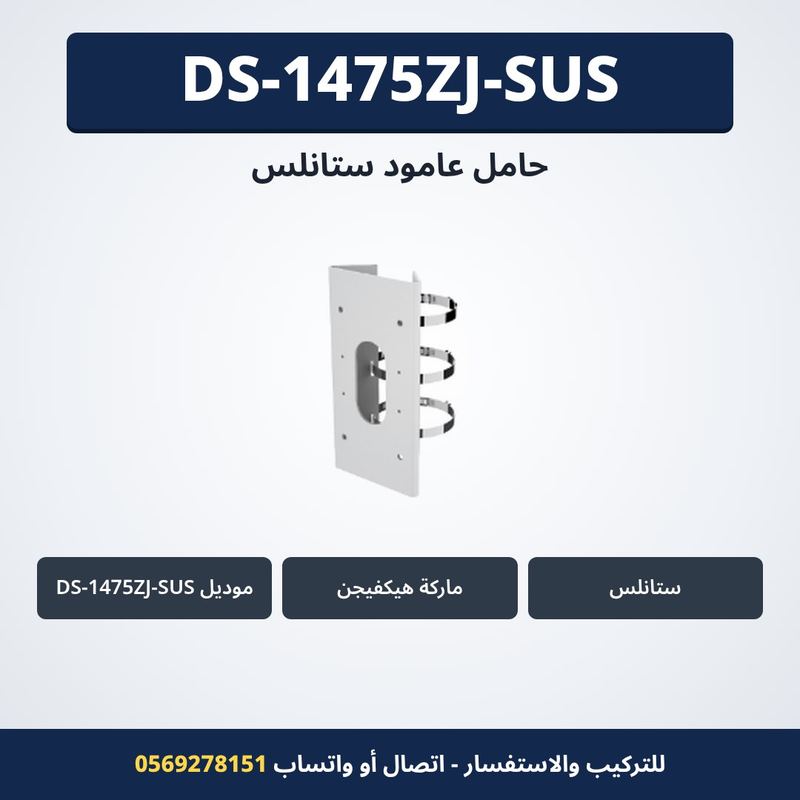 DS-1475ZJ-SUS
حامل عامود ستانلس
ستانلس
ماركة هيكفيجن
موديل DS-1475ZJ-SUS
للتركيب والاستفسار - اتصال أو واتساب 0569278151